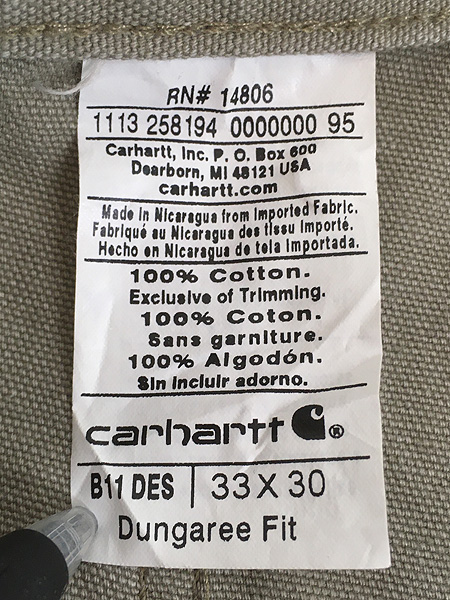 RN# 14806
1113 258194 0000000 95
Carhartt, Inc. P. O. Box 600
Dearborn, MI 48121 USA
carhartt.com
Made in Nicaragua from Imported Fabric.
Fabriqué au Nicaragua des tissu Importé.
Hecho en Nicaragua de tela Importada.
100% Cotton.
Exclusive of Trimming.
100% Coton.
Sans garniture.
100% Algodón.
Sin incluir adorno.
carhartt ®
B11 DES | 33 X 30
Dungaree Fit